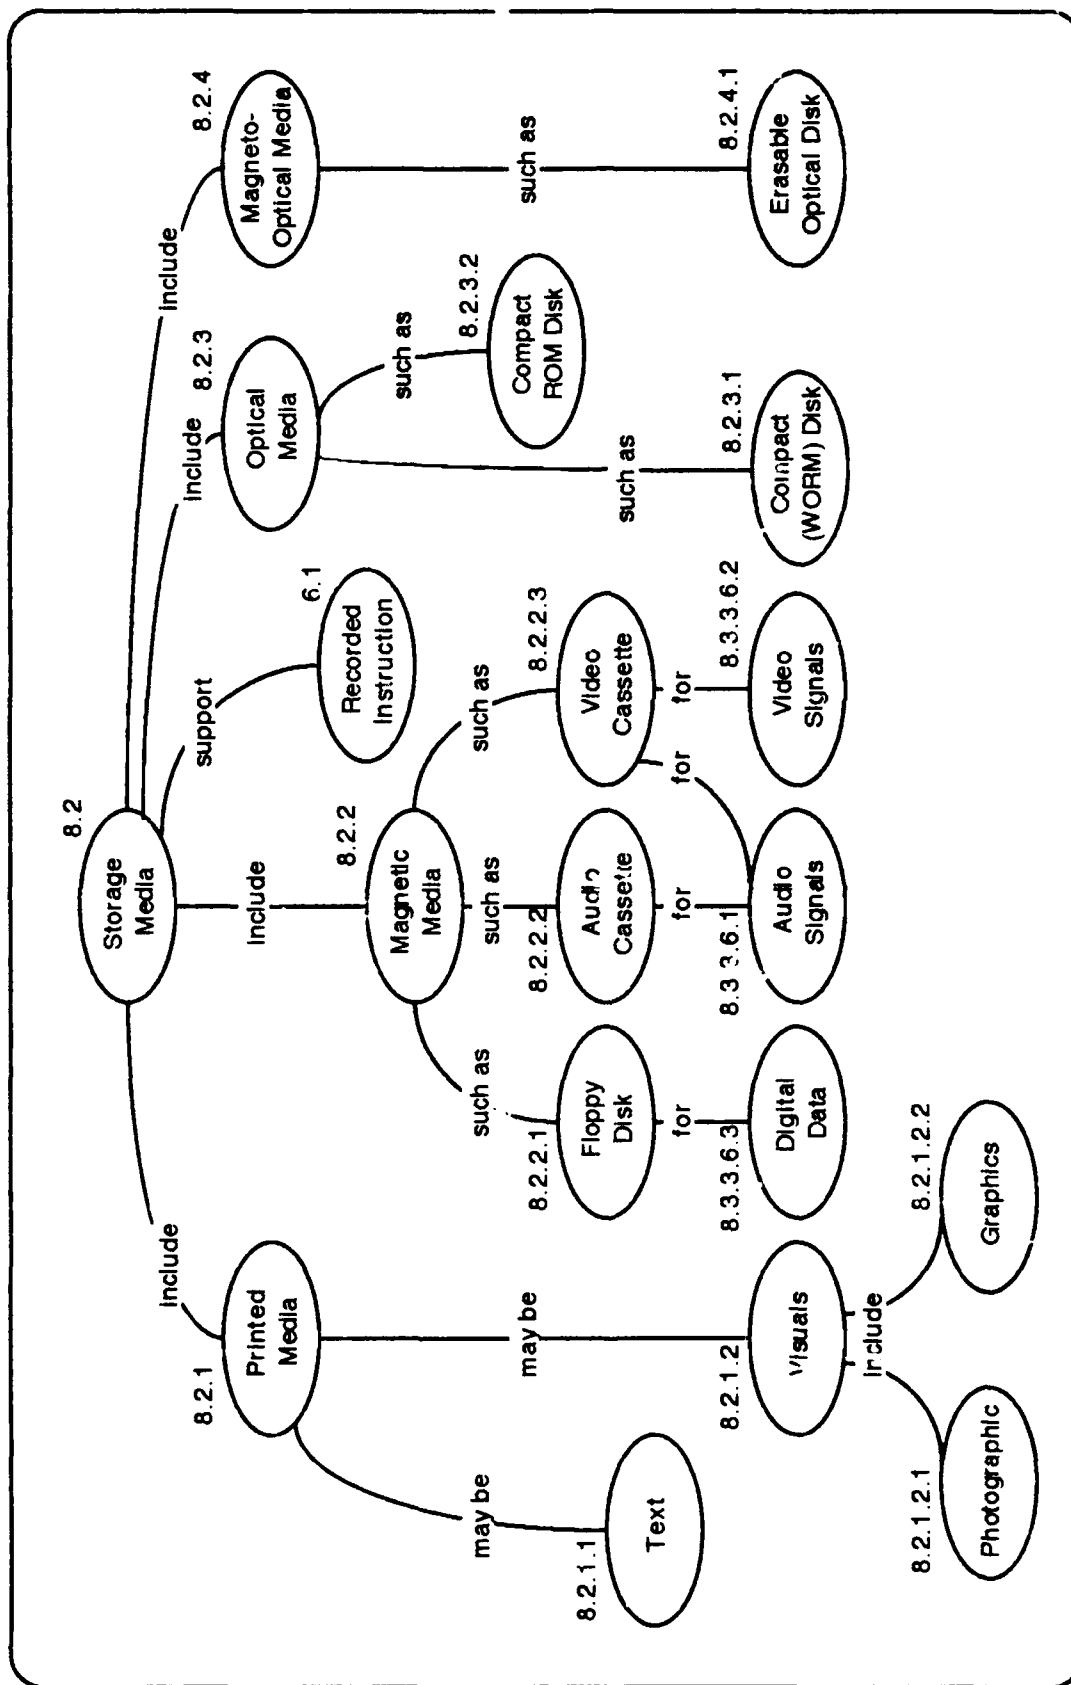 8.2
Storage
Media
include
include
include
include
support
8.2.1
Printed
Media
8.2.2
Magnetic
Media
6.1
Recorded
Instruction
8.2.3
Optical
Media
8.2.4
Magneto-
Optical Media
may be
may be
such as
such as
such as
such as
such as
such as
8.2.1.1
Text
8.2.2.1
Floppy
Disk
8.2.2.2
Audio
Cassette
8.2.2.3
Video
Cassette
8.2.3.2
Compact
ROM Disk
for
for
for
for
8.2.1.2
Visuals
8.3.3.6.3
Digital
Data
8.3 3.6.1
Audio
Signals
8.3.3.6.2
Video
Signals
8.2.3.1
Compact
(WORM) Disk
8.2.4.1
Erasable
Optical Disk
include
8.2.1.2.1
Photographic
8.2.1.2.2
Graphics